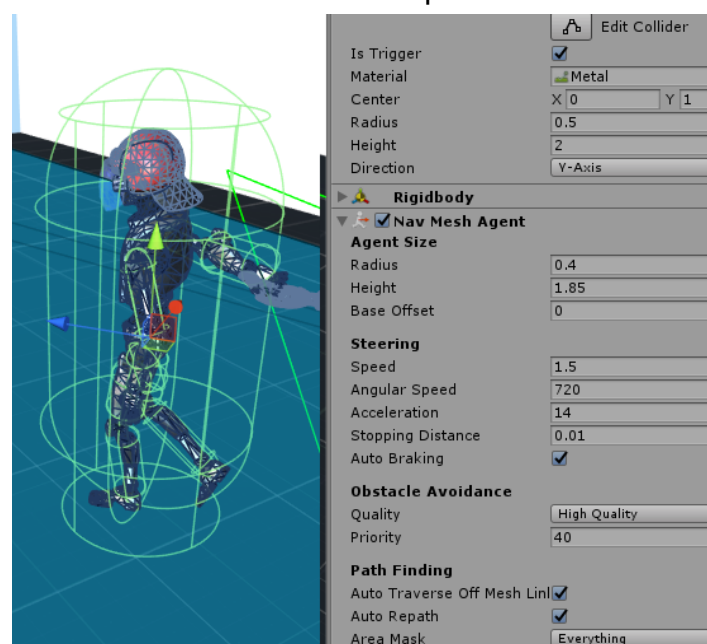 Edit Collider
Is Trigger
Material Metal
Center X 0 Y 1
Radius 0.5
Height 2
Direction Y-Axis
Rigidbody
Nav Mesh Agent
Agent Size
Radius 0.4
Height 1.85
Base Offset 0
Steering
Speed 1.5
Angular Speed 720
Acceleration 14
Stopping Distance 0.01
Auto Braking
Obstacle Avoidance
Quality High Quality
Priority 40
Path Finding
Auto Traverse Off Mesh Linl
Auto Repath
Area Mask Everything